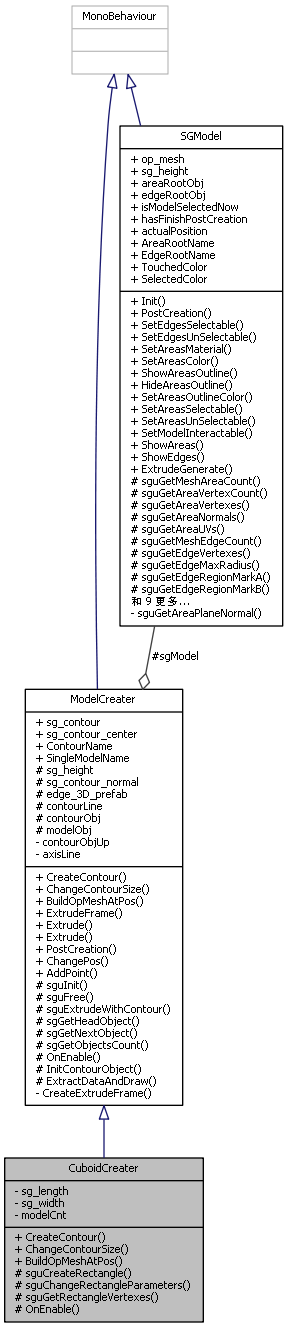 MonoBehaviour
SGModel
+ op_mesh
+ sg_height
+ areaRootObj
+ edgeRootObj
+ isModelSelectedNow
+ hasFinishPostCreation
+ actualPosition
+ AreaRootName
+ EdgeRootName
+ TouchedColor
+ SelectedColor
+ Init()
+ PostCreation()
+ SetEdgesSelectable()
+ SetEdgesUnSelectable()
+ SetAreasMaterial()
+ SetAreasColor()
+ ShowAreasOutline()
+ HideAreasOutline()
+ SetAreasOutlineColor()
+ SetAreasSelectable()
+ SetAreasUnSelectable()
+ SetModelInteractable()
+ ShowAreas()
+ ShowEdges()
+ ExtrudeGenerate()
# sguGetMeshAreaCount()
# sguGetAreaVertexCount()
# sguGetAreaVertexes()
# sguGetAreaNormals()
# sguGetAreaUVs()
# sguGetMeshEdgeCount()
# sguGetEdgeVertexes()
# sguGetEdgeMaxRadius()
# sguGetEdgeRegionMarkA()
# sguGetEdgeRegionMarkB()
和 9 更多...
- sguGetAreaPlaneNormal()
#sgModel
ModelCreater
+ sg_contour
+ sg_contour_center
+ ContourName
+ SingleModelName
# sg_height
# sg_contour_normal
# edge_3D_prefab
# contourLine
# contourObj
# modelObj
- contourObjUp
- axisLine
+ CreateContour()
+ ChangeContourSize()
+ BuildOpMeshAtPos()
+ ExtrudeFrame()
+ Extrude()
+ Extrude()
+ PostCreation()
+ ChangePos()
+ AddPoint()
# sguInit()
# sguFree()
# sguExtrudeWithContour()
# sgGetHeadObject()
# sgGetNextObject()
# sgGetObjectsCount()
# OnEnable()
# InitContourObject()
# ExtractDataAndDraw()
- CreateExtrudeFrame()
CuboidCreater
- sg_length
- sg_width
- modelCnt
+ CreateContour()
+ ChangeContourSize()
+ BuildOpMeshAtPos()
# sguCreateRectangle()
# sguChangeRectangleParameters()
# sguGetRectangleVertexes()
# OnEnable()